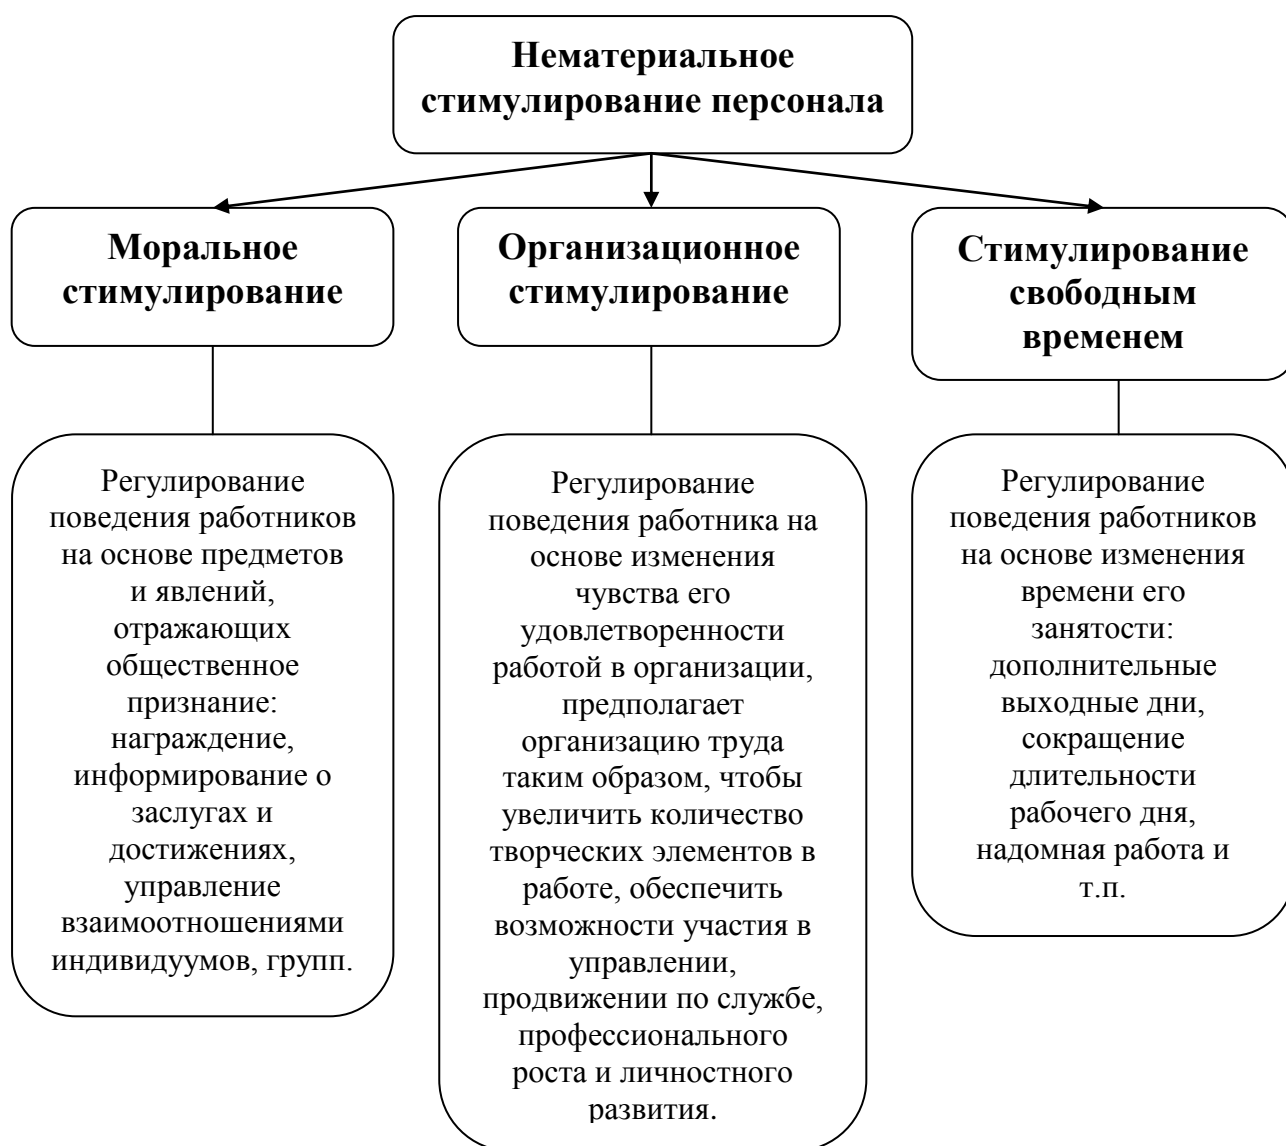 Нематериальное
стимулирование персонала
Моральное
стимулирование
Организационное
стимулирование
Стимулирование
свободным
временем
Регулирование
поведения работников
на основе предметов
и явлений,
отражающих
общественное
признание:
награждение,
информирование о
заслугах и
достижениях,
управление
взаимоотношениями
индивидуумов, групп.
Регулирование
поведения работника на
основе изменения
чувства его
удовлетворенности
работой в организации,
предполагает
организацию труда
таким образом, чтобы
увеличить количество
творческих элементов в
работе, обеспечить
возможности участия в
управлении,
продвижении по службе,
профессионального
роста и личностного
развития.
Регулирование
поведения работников
на основе изменения
времени его
занятости:
дополнительные
выходные дни,
сокращение
длительности
рабочего дня,
надомная работа и
т.п.